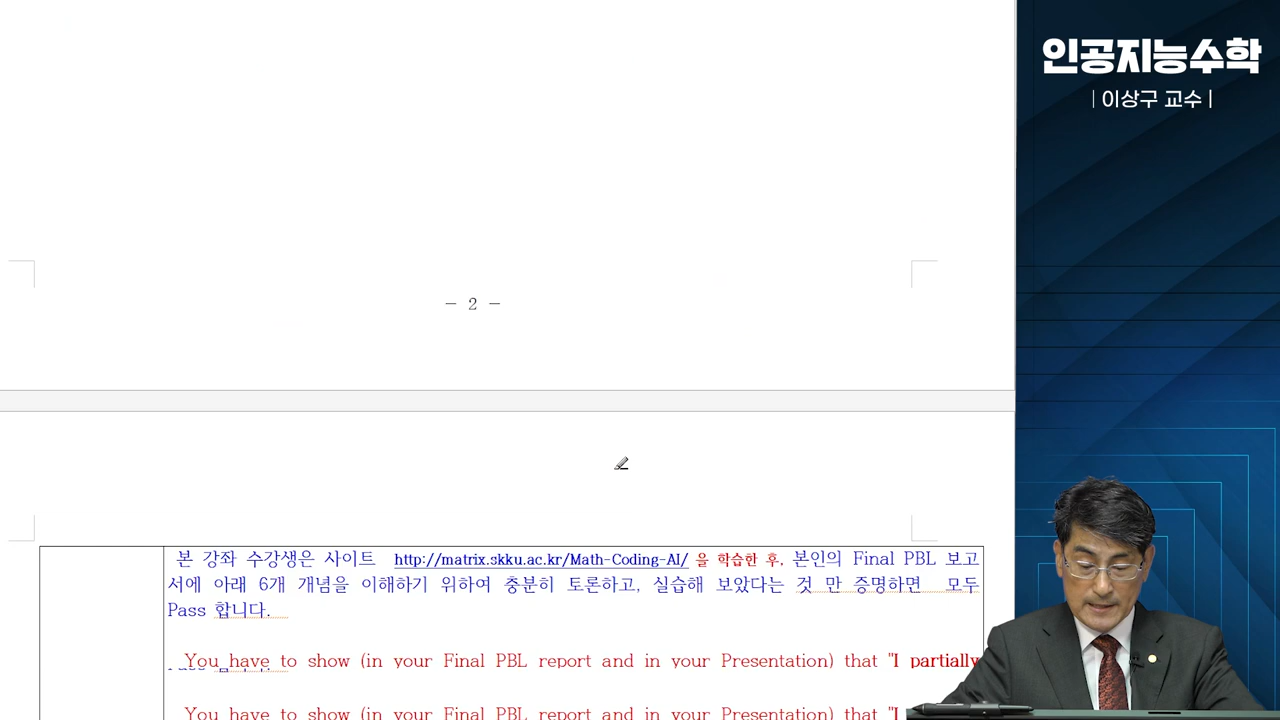 인공지능수학
| 이상구 교수 |
- 2 -
본 강좌 수강생은 사이트 http://matrix.skku.ac.kr/Math-Coding-AI/ 을 학습한 후, 본인의 Final PBL 보고
서에 아래 6개 개념을 이해하기 위하여 충분히 토론하고, 실습해 보았다는 것 만 증명하면 모두
Pass 합니다.
You have to show (in your Final PBL report and in your Presentation) that "I partially
You have to show (in your Final PBL report and in your Presentation) that "I